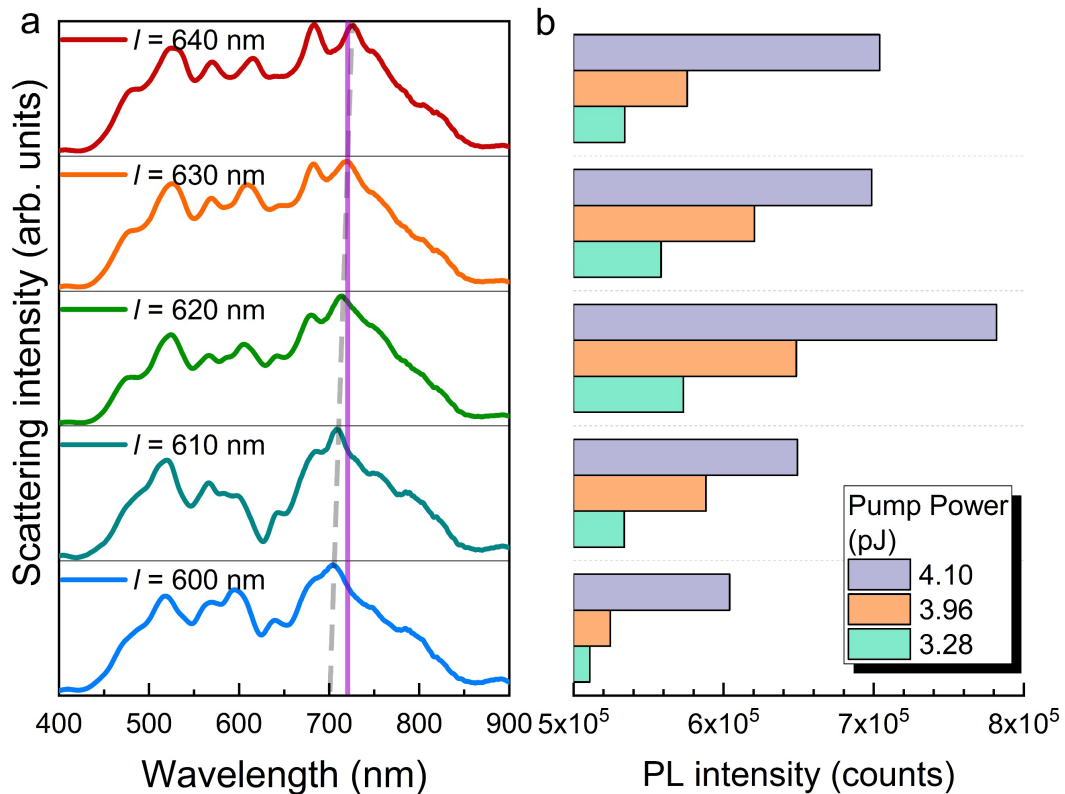 a
b
Scattering intensity (arb. units)
l = 640 nm
l = 630 nm
l = 620 nm
l = 610 nm
l = 600 nm
400 500 600 700 800 900
Wavelength (nm)
Pump Power
(pJ)
4.10
3.96
3.28
5x10⁵ 6x10⁵ 7x10⁵ 8x10⁵
PL intensity (counts)